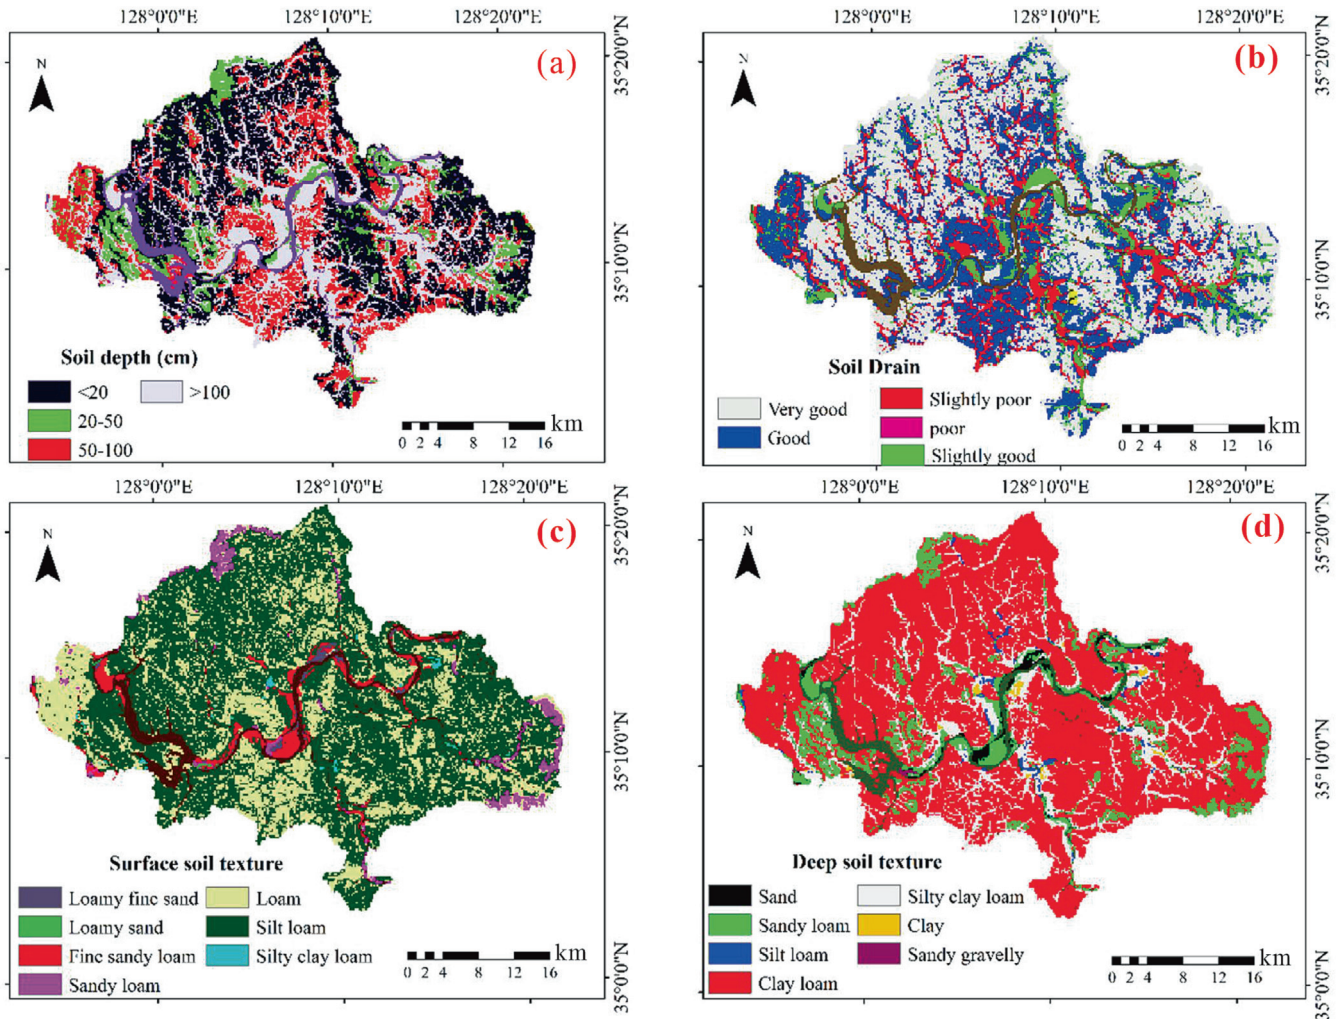 128°0'0"E 128°10'0"E 128°20'0"E
(a)
N
35°20'0"N
35°10'0"N
Soil depth (cm)
<20 >100
20-50
50-100
km
0 2 4 8 12 16
128°0'0"E 128°10'0"E 128°20'0"E
(b)
N
35°20'0"N
35°10'0"N
Soil Drain
Very good Slightly poor
Good poor
Slightly good
km
0 2 4 8 12 16
128°0'0"E 128°10'0"E 128°20'0"E
(c)
N
35°20'0"N
35°10'0"N
35°0'0"N
Surface soil texture
Loamy finc sand Loam
Loamy sand Silt loam
Finc sandy loam Silty clay loam
Sandy loam
km
0 2 4 8 12 16
128°0'0"E 128°10'0"E 128°20'0"E
(d)
N
35°20'0"N
35°10'0"N
35°0'0"N
Deep soil texture
Sand Silty clay loam
Sandy loam Clay
Silt loam Sandy gravelly
Clay loam
km
0 2 4 8 12 16